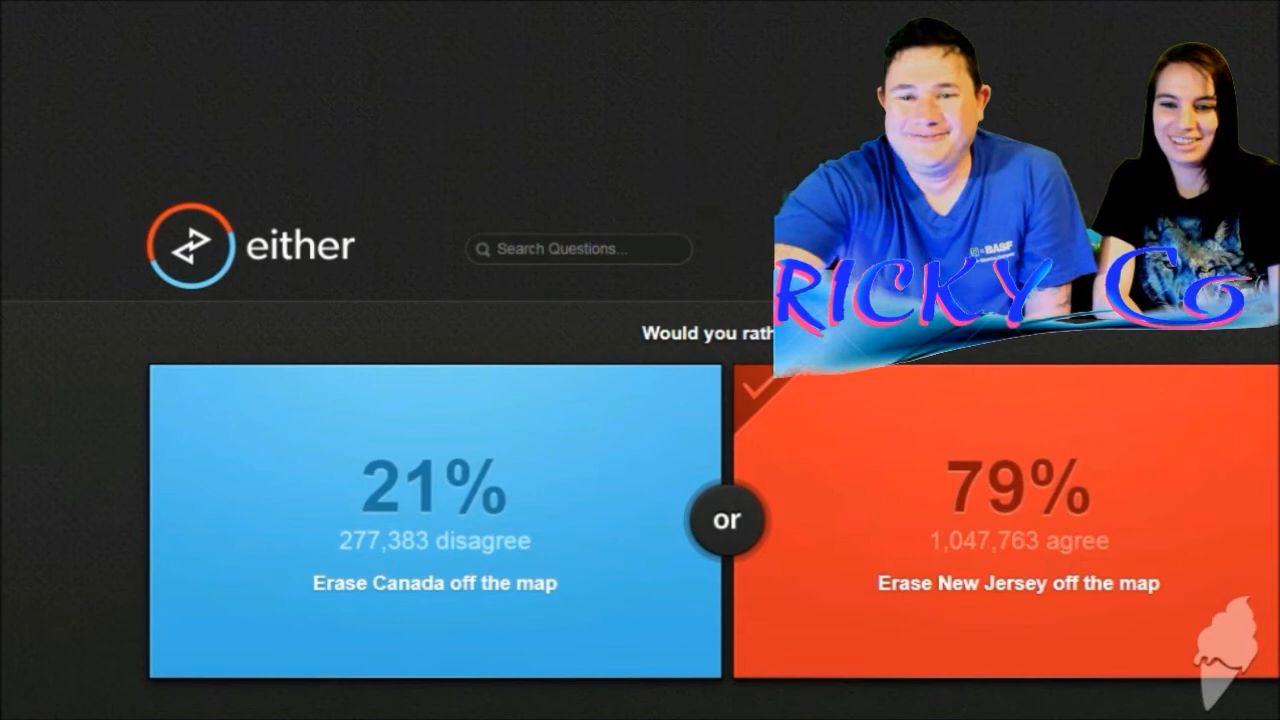 either
Search Questions...
BASF
RICKY Co
Would you rath
21%
277,383 disagree
Erase Canada off the map
or
79%
1,047,763 agree
Erase New Jersey off the map